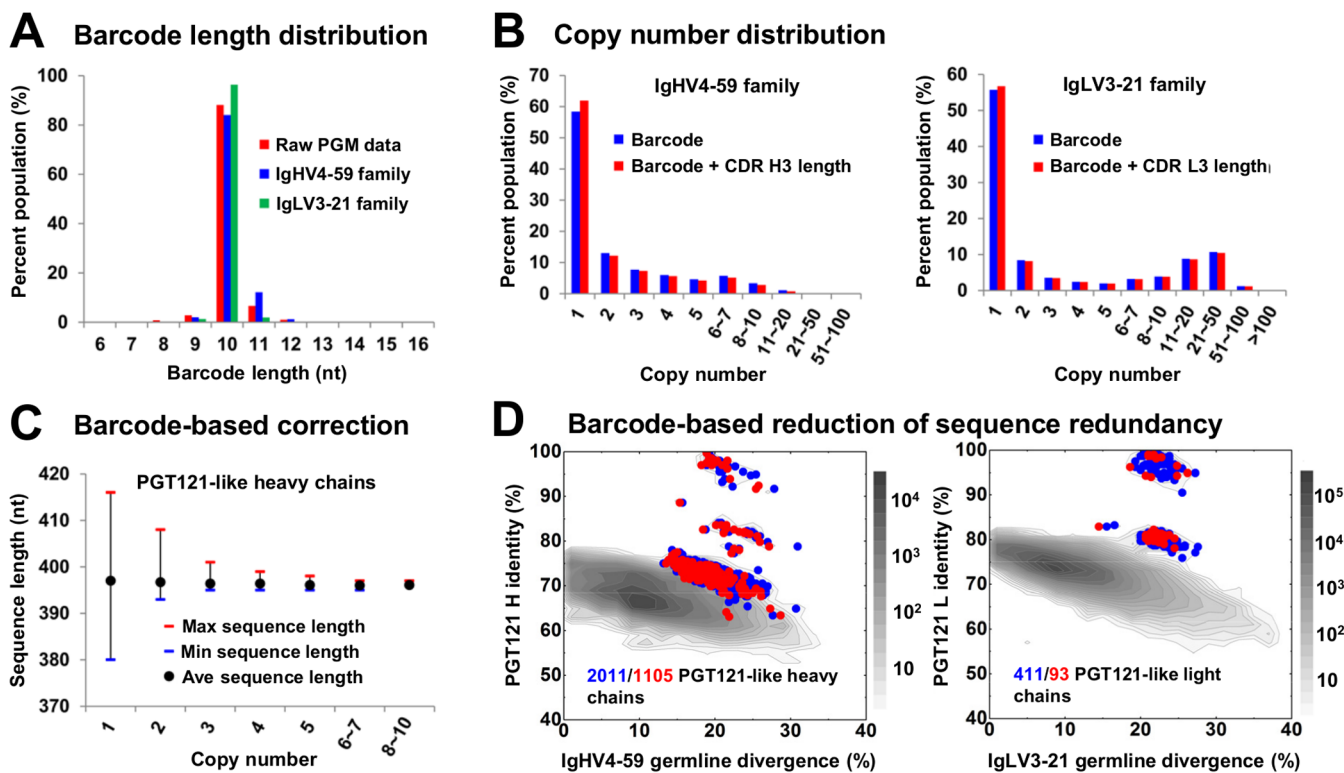 A Barcode length distribution
Percent population (%)
100
80
60
40
20
0
Raw PGM data
IgHV4-59 family
IgLV3-21 family
6 7 8 9 10 11 12 13 14 15 16
Barcode length (nt)
B Copy number distribution
Percent population (%)
70
60
50
40
30
20
10
0
IgHV4-59 family
Barcode
Barcode + CDR H3 length
1 2 3 4 5 6~7 8~10 11~20 21~50 51~100
Copy number
Percent population (%)
60
50
40
30
20
10
0
IgLV3-21 family
Barcode
Barcode + CDR L3 length
1 2 3 4 5 6~7 8~10 11~20 21~50 51~100 >100
Copy number
C Barcode-based correction
Sequence length (nt)
420
410
400
390
380
370
PGT121-like heavy chains
Max sequence length
Min sequence length
Ave sequence length
1 2 3 4 5 6~7 8~10
Copy number
D Barcode-based reduction of sequence redundancy
PGT121 H identity (%)
100
90
80
70
60
50
40
2011/1105 PGT121-like heavy
chains
0 10 20 30 40
IgHV4-59 germline divergence (%)
10⁴
10³
10²
10
PGT121 L identity (%)
100
90
80
70
60
50
40
411/93 PGT121-like light
chains
0 10 20 30 40
IgLV3-21 germline divergence (%)
10⁵
10⁴
10³
10²
10